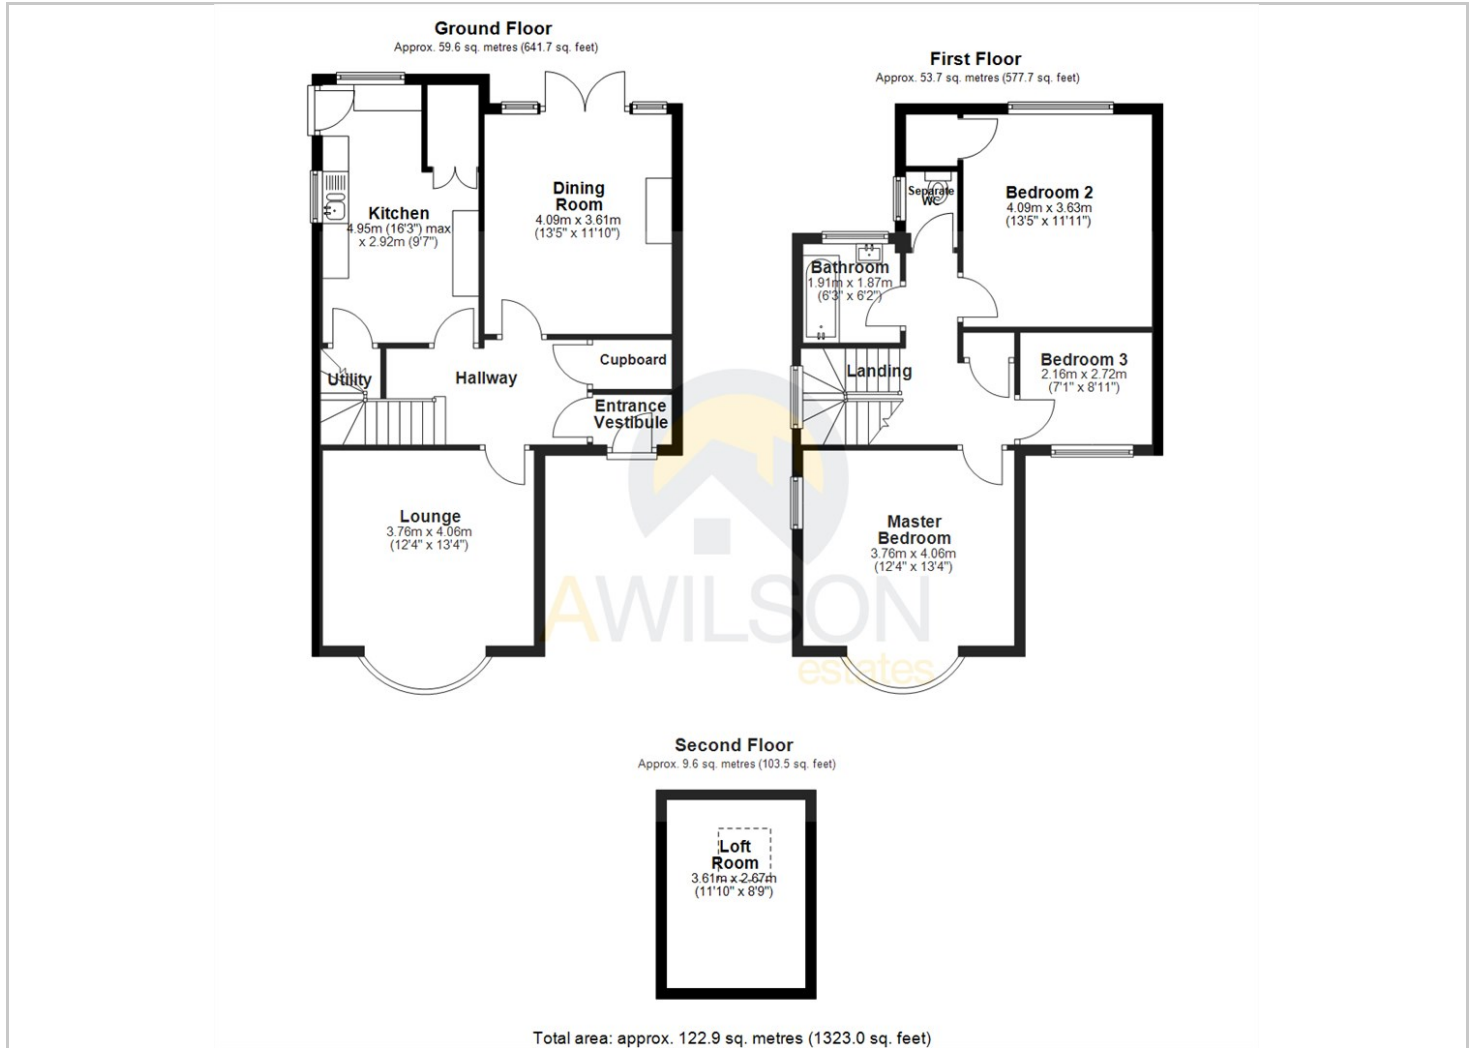 Ground Floor
Approx. 59.6 sq. metres (641.7 sq. feet)
Kitchen
4.95m (16'3") max
x 2.92m (9'7")
Dining
Room
4.09m x 3.61m
(13'5" x 11'10")
Utility
Hallway
Cupboard
Entrance
Vestibule
Lounge
3.76m x 4.06m
(12'4" x 13'4")
First Floor
Approx. 53.7 sq. metres (577.7 sq. feet)
Separate
WC
Bedroom 2
4.09m x 3.63m
(13'5" x 11'11")
Bathroom
1.91m x 1.87m
(6'3" x 6'2")
Landing
Bedroom 3
2.16m x 2.72m
(7'1" x 8'11")
Master
Bedroom
3.76m x 4.06m
(12'4" x 13'4")
AWILSON
estates
Second Floor
Approx. 9.6 sq. metres (103.5 sq. feet)
Loft
Room
3.61m x 2.67m
(11'10" x 8'9")
Total area: approx. 122.9 sq. metres (1323.0 sq. feet)